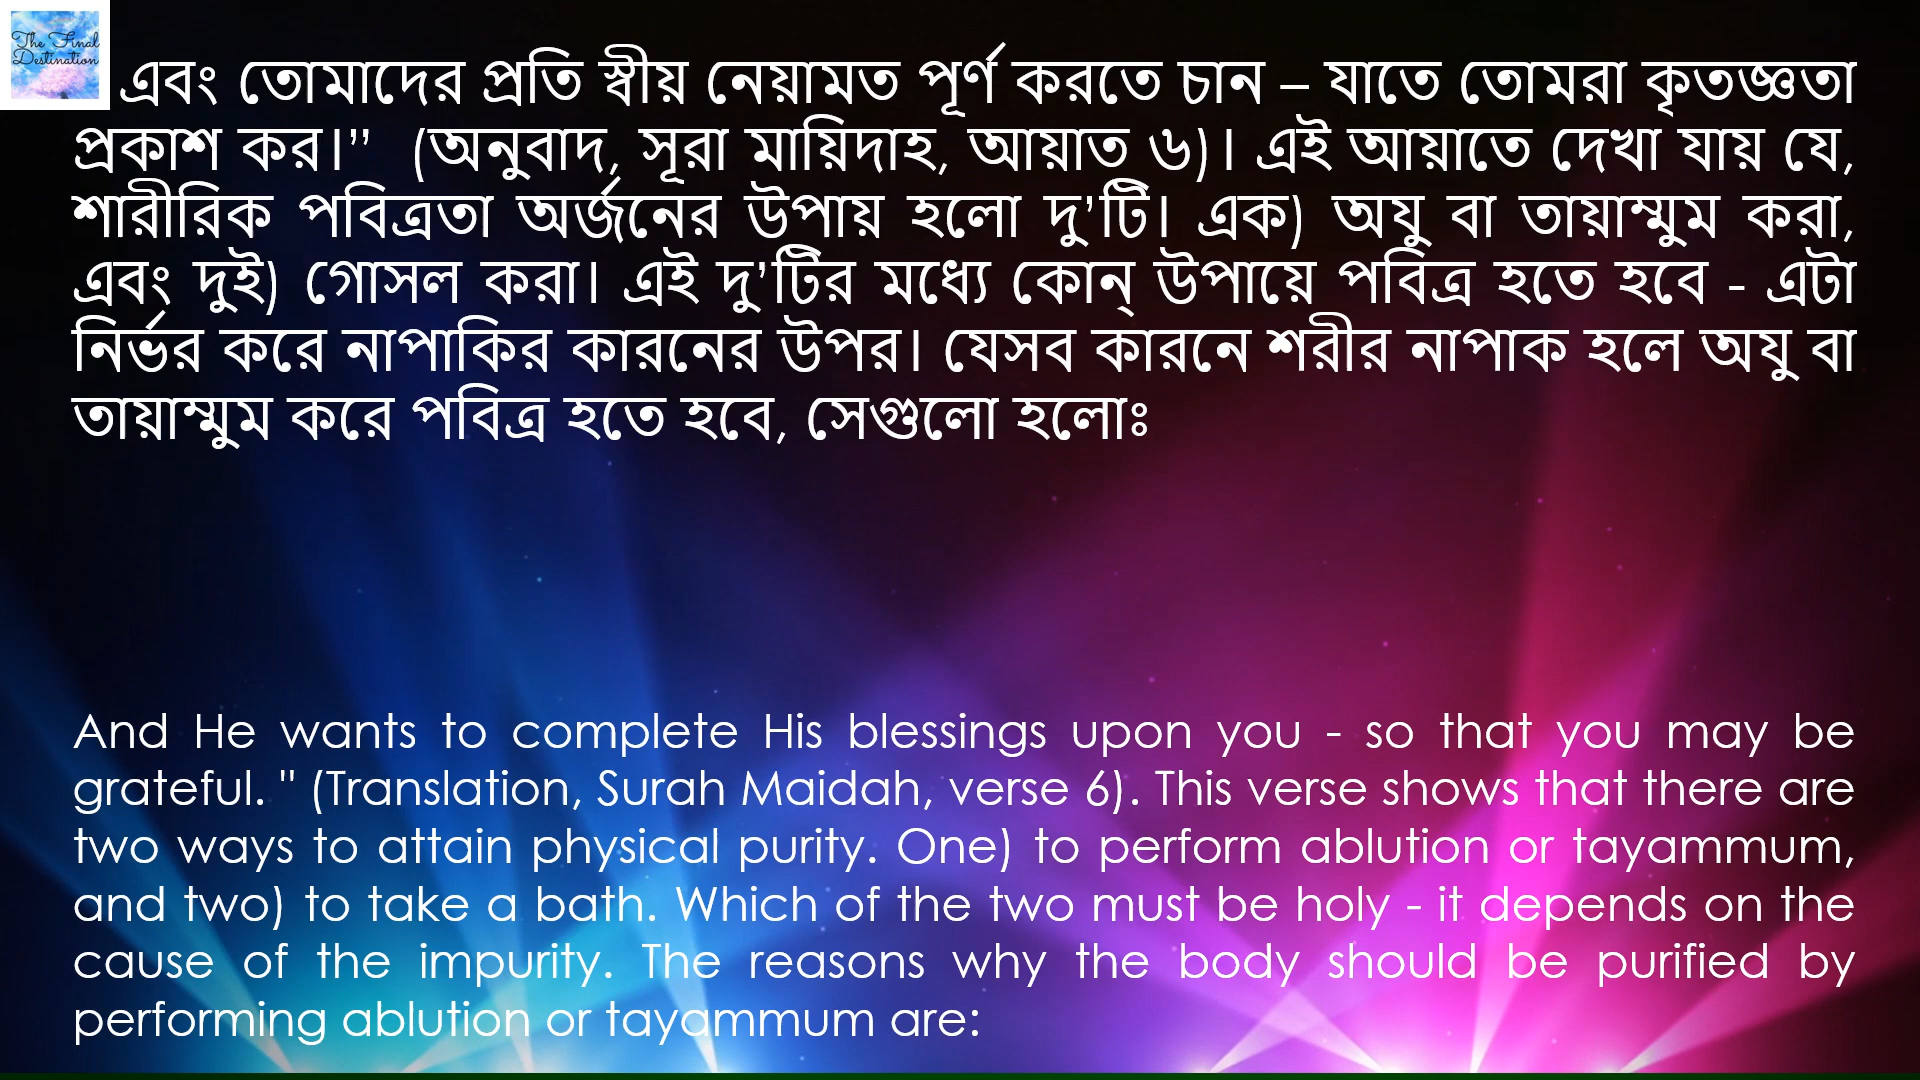 The Final
Destination
এবং তোমাদের প্রতি স্বীয় নেয়ামত পূর্ণ করতে চান – যাতে তোমরা কৃতজ্ঞতা
প্রকাশ কর।” (অনুবাদ, সূরা মায়িদাহ, আয়াত ৬)। এই আয়াতে দেখা যায় যে,
শারীরিক পবিত্রতা অর্জনের উপায় হলো দু’টি। এক) অযু বা তায়াম্মুম করা,
এবং দুই) গোসল করা। এই দু’টির মধ্যে কোন্ উপায়ে পবিত্র হতে হবে - এটা
নির্ভর করে নাপাকির কারনের উপর। যেসব কারনে শরীর নাপাক হলে অযু বা
তায়াম্মুম করে পবিত্র হতে হবে, সেগুলো হলোঃ
And He wants to complete His blessings upon you - so that you may be
grateful. " (Translation, Surah Maidah, verse 6). This verse shows that there are
two ways to attain physical purity. One) to perform ablution or tayammum,
and two) to take a bath. Which of the two must be holy - it depends on the
cause of the impurity. The reasons why the body should be purified by
performing ablution or tayammum are: